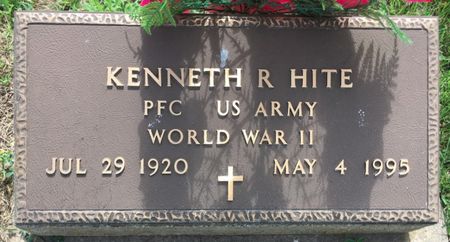 KENNETH R HITE
PFC US ARMY
WORLD WAR II
JUL 29 1920 MAY 4 1995